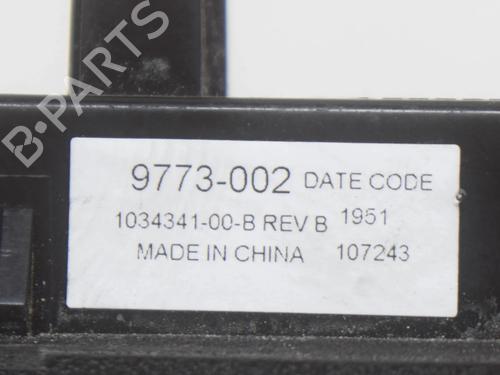 B-PARTS
9773-002 DATE CODE
1034341-00-B REV B 1951
MADE IN CHINA 107243